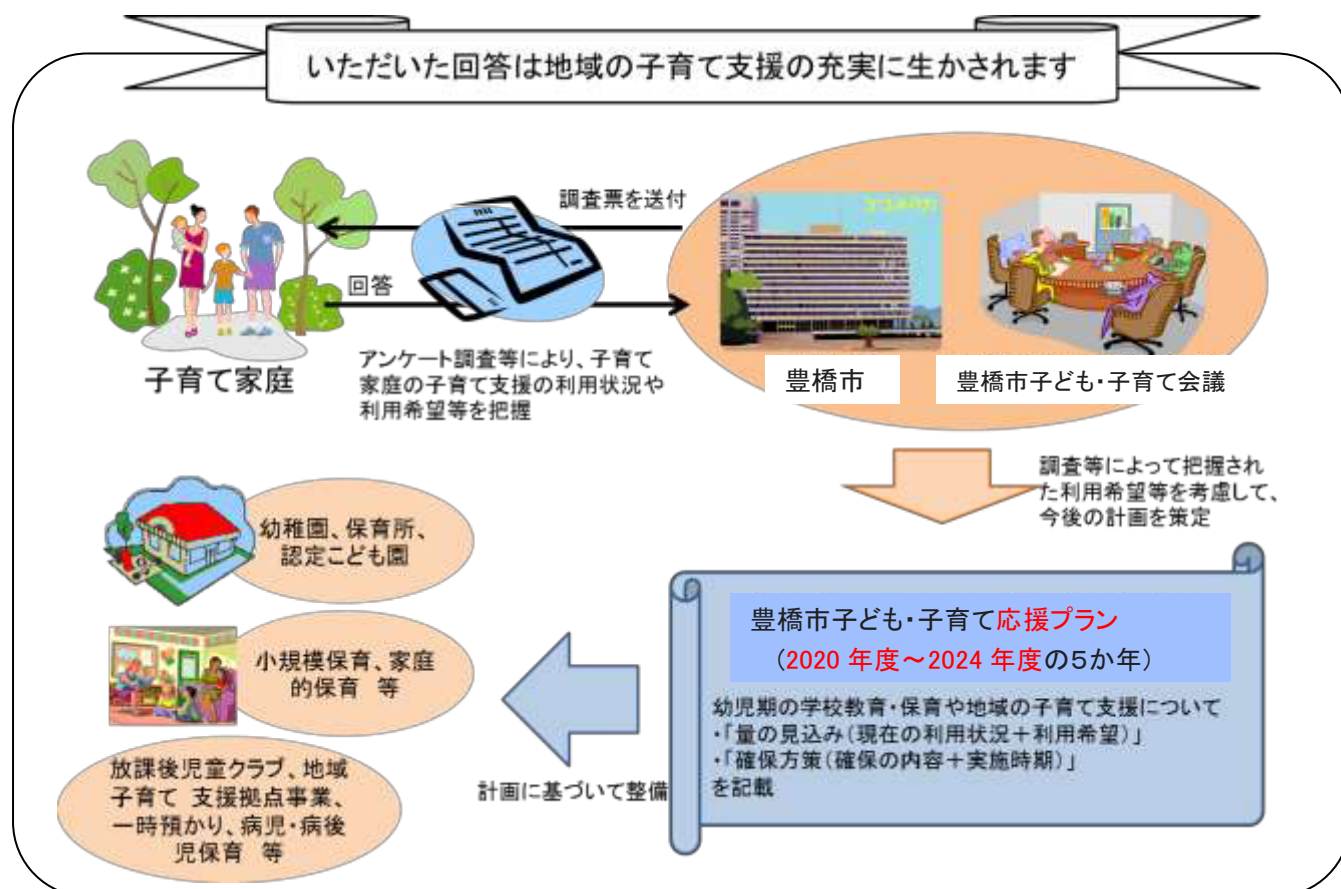 いただいた回答は地域の子育て支援の充実に生かされます
調査票を送付
回答
子育て家庭
アンケート調査等により、子育て
家庭の子育て支援の利用状況や
利用希望等を把握
豊橋市
豊橋市子ども・子育て会議
調査等によって把握され
た利用希望等を考慮して、
今後の計画を策定
豊橋市子ども・子育て応援プラン
（2020 年度～2024 年度の５か年）
幼児期の学校教育・保育や地域の子育て支援について
・「量の見込み（現在の利用状況＋利用希望）」
・「確保方策（確保の内容＋実施時期）」
を記載
計画に基づいて整備
幼稚園、保育所、
認定こども園
小規模保育、家庭
的保育　等
放課後児童クラブ、地域
子育て 支援拠点事業、
一時預かり、病児・病後
児保育　等